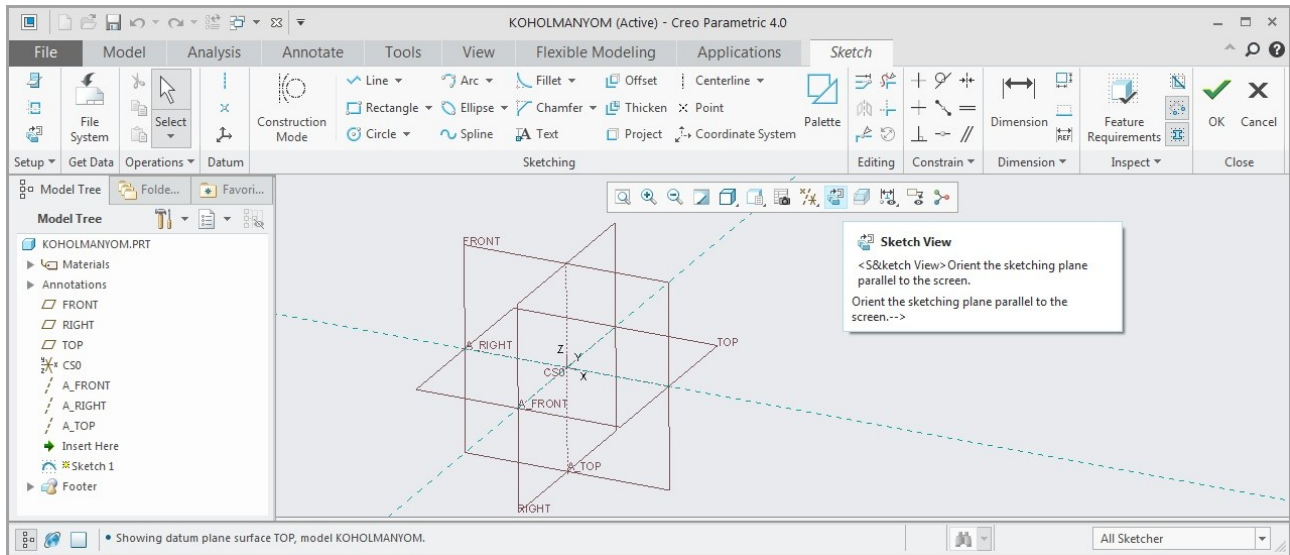 KOHOLMANYOM (Active) - Creo Parametric 4.0
File Model Analysis Annotate Tools View Flexible Modeling Applications Sketch
File System
Select
Construction Mode
Line Arc Fillet Offset Centerline
Rectangle Ellipse Chamfer Thicken Point
Circle Spline Text Project Coordinate System
Palette
Dimension
REF
Feature Requirements
OK Cancel
Setup Get Data Operations Datum Sketching Editing Constrain Dimension Inspect Close
Model Tree Folde... Favori...
Model Tree
KOHOLMANYOM.PRT
Materials
Annotations
FRONT
RIGHT
TOP
CS0
A_FRONT
A_RIGHT
A_TOP
Insert Here
Sketch 1
Footer
FRONT
A_RIGHT
TOP
Z
Y
CS0
X
A_FRONT
A_TOP
RIGHT
Sketch View
<S&ketch View>Orient the sketching plane
parallel to the screen.
Orient the sketching plane parallel to the
screen.-->
• Showing datum plane surface TOP, model KOHOLMANYOM.
All Sketcher